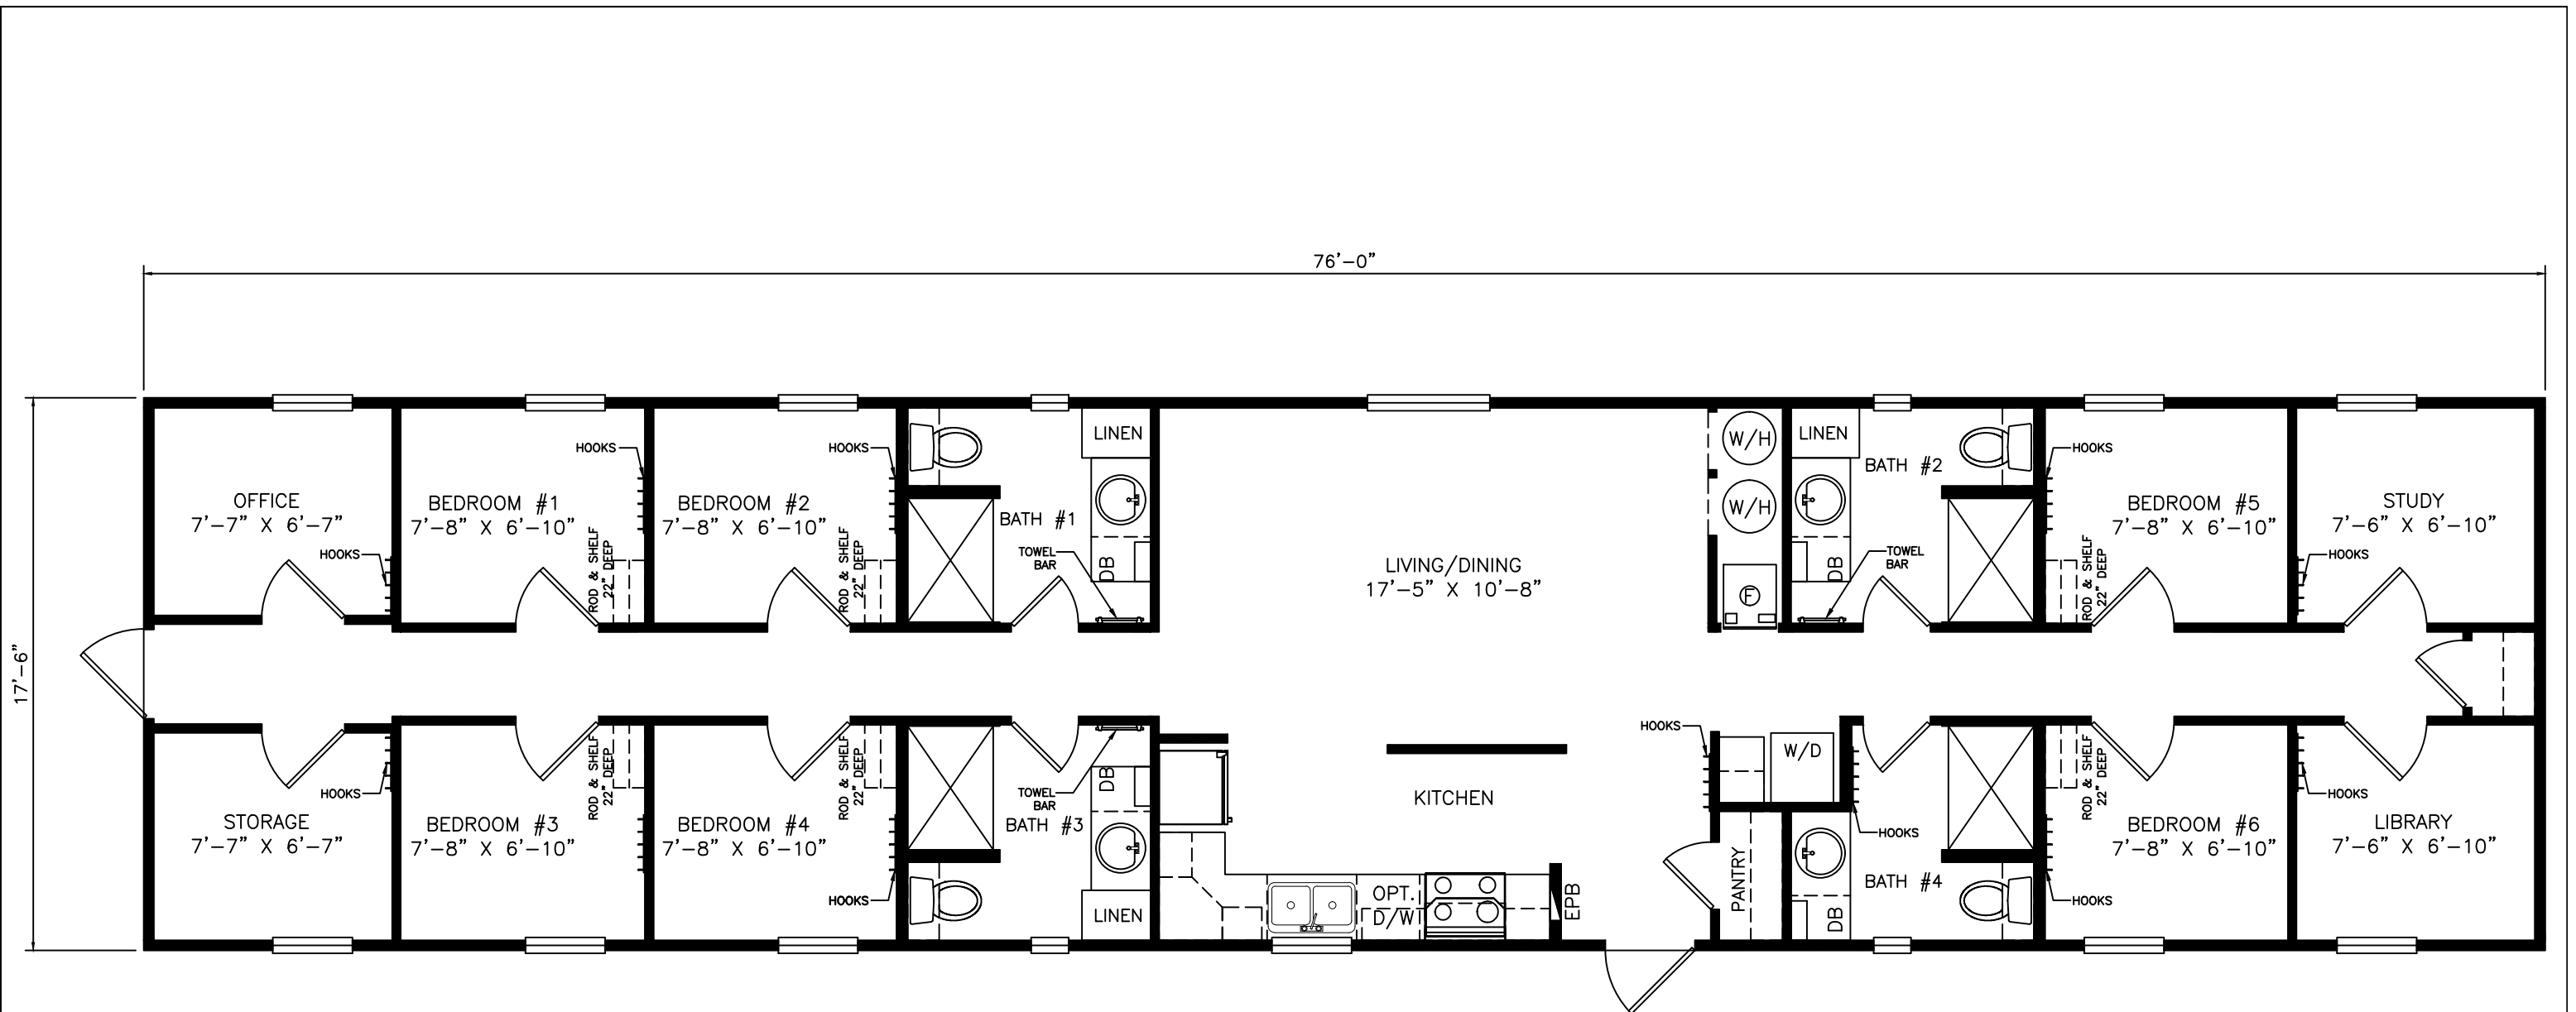 76'-0"
17'-6"
OFFICE
7'-7" X 6'-7"
HOOKS
BEDROOM #1
7'-8" X 6'-10"
HOOKS
ROD & SHELF
22" DEEP
BEDROOM #2
7'-8" X 6'-10"
HOOKS
ROD & SHELF
22" DEEP
LINEN
BATH #1
TOWEL
BAR
DB
LIVING/DINING
17'-5" X 10'-8"
W/H
W/H
F
LINEN
BATH #2
TOWEL
BAR
DB
HOOKS
BEDROOM #5
7'-8" X 6'-10"
ROD & SHELF
22" DEEP
STUDY
7'-6" X 6'-10"
HOOKS
STORAGE
7'-7" X 6'-7"
HOOKS
BEDROOM #3
7'-8" X 6'-10"
ROD & SHELF
22" DEEP
BEDROOM #4
7'-8" X 6'-10"
ROD & SHELF
22" DEEP
HOOKS
TOWEL
BAR
BATH #3
DB
LINEN
KITCHEN
OPT.
D/W
EPB
HOOKS
W/D
PANTRY
HOOKS
BATH #4
DB
ROD & SHELF
22" DEEP
BEDROOM #6
7'-8" X 6'-10"
HOOKS
HOOKS
LIBRARY
7'-6" X 6'-10"